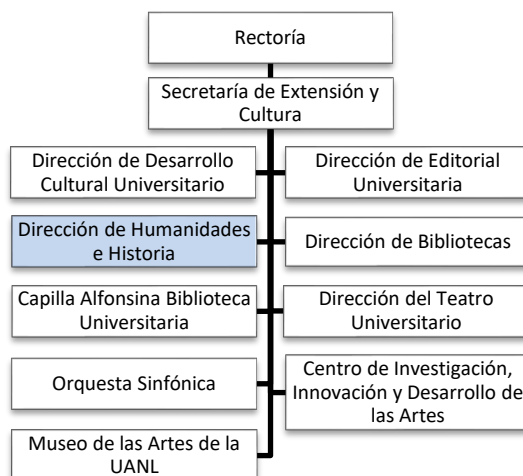 Rectoría
Secretaría de Extensión y
Cultura
Dirección de Desarrollo
Cultural Universitario
Dirección de Editorial
Universitaria
Dirección de Humanidades
e Historia
Dirección de Bibliotecas
Capilla Alfonsina Biblioteca
Universitaria
Dirección del Teatro
Universitario
Orquesta Sinfónica
Centro de Investigación,
Innovación y Desarrollo de
las Artes
Museo de las Artes de la
UANL